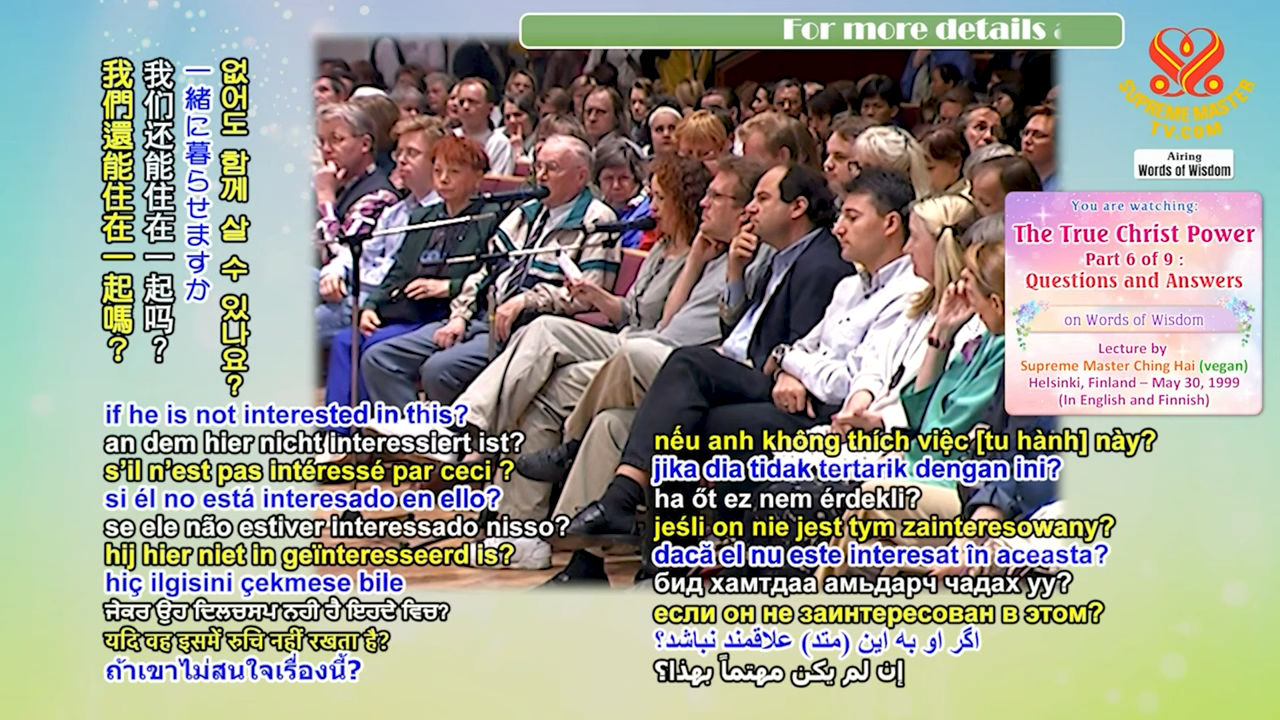 For more details
SUPREME MASTER
TV.COM
Airing
Words of Wisdom
You are watching:
The True Christ Power
Part 6 of 9 :
Questions and Answers
on Words of Wisdom
Lecture by
Supreme Master Ching Hai (vegan)
Helsinki, Finland – May 30, 1999
(In English and Finnish)
없어도 함께 살 수 있나요?
一緒に暮らせますか
我们还能住在一起吗？
我們還能住在一起嗎？
if he is not interested in this?
an dem hier nicht interessiert ist?
s’il n’est pas intéressé par ceci ?
si él no está interesado en ello?
se ele não estiver interessado nisso?
hij hier niet in geïnteresseerd is?
hiç ilgisini çekmese bile
ਜੇਕਰ ਉਹ ਦਿਲਚਸਪ ਨਹੀ ਹੈ ਇਹਦੇ ਵਿਚ?
यदि वह इसमें रुचि नहीं रखता है?
ถ้าเขาไม่สนใจเรื่องนี้?
nếu anh không thích việc [tu hành] này?
jika dia tidak tertarik dengan ini?
ha őt ez nem érdekli?
jeśli on nie jest tym zainteresowany?
dacă el nu este interesat în aceasta?
бид хамтдаа амьдарч чадах уу?
если он не заинтересован в этом?
اگر او به این (متد) علاقمند نباشد؟
إن لم يكن مهتماً بهذا؟